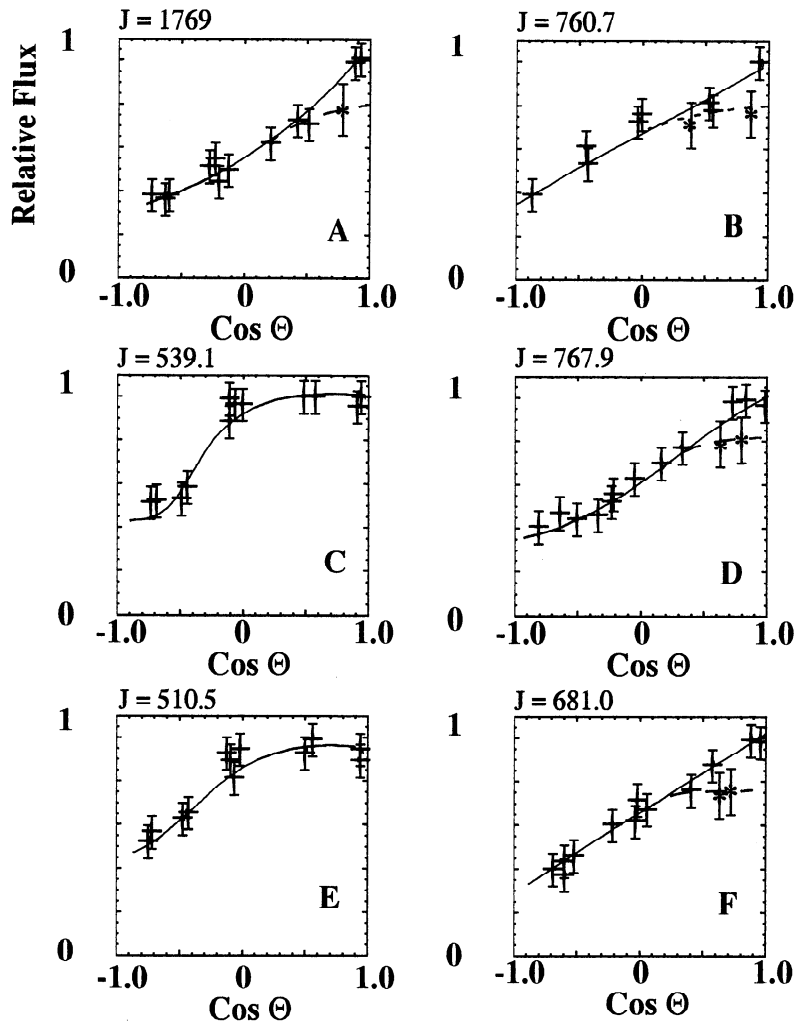 J = 1769
1
Relative Flux
A
0
-1.0 0 1.0
Cos Θ
J = 760.7
1
B
0
-1.0 0 1.0
Cos Θ
J = 539.1
1
C
0
-1.0 0 1.0
Cos Θ
J = 767.9
1
D
0
-1.0 0 1.0
Cos Θ
J = 510.5
1
E
0
-1.0 0 1.0
Cos Θ
J = 681.0
1
F
0
-1.0 0 1.0
Cos Θ